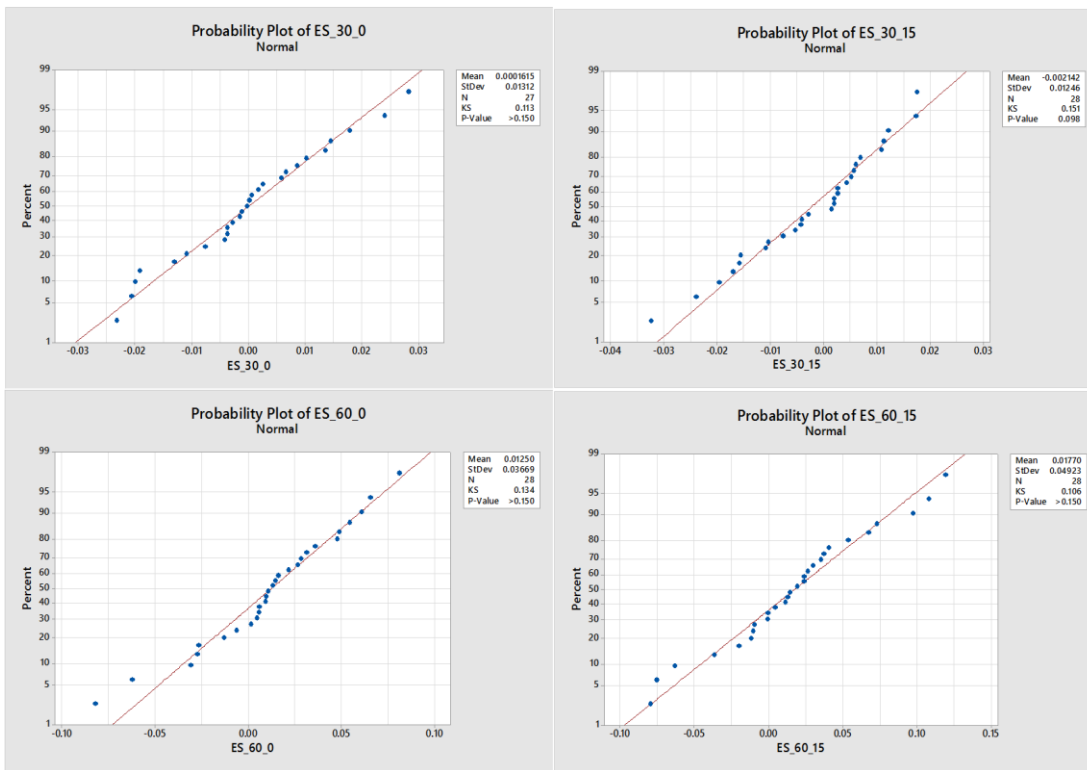 Probability Plot of ES_30_0
Normal
99
95
90
80
70
60
50
40
30
20
10
5
1
Percent
-0.03
-0.02
-0.01
0.00
0.01
0.02
0.03
ES_30_0
Mean 0.0001615
StDev 0.01312
N 27
KS 0.113
P-Value >0.150
Probability Plot of ES_30_15
Normal
99
95
90
80
70
60
50
40
30
20
10
5
1
Percent
-0.04
-0.03
-0.02
-0.01
0.00
0.01
0.02
0.03
ES_30_15
Mean -0.002142
StDev 0.01246
N 28
KS 0.151
P-Value 0.098
Probability Plot of ES_60_0
Normal
99
95
90
80
70
60
50
40
30
20
10
5
1
Percent
-0.10
-0.05
0.00
0.05
0.10
ES_60_0
Mean 0.01250
StDev 0.03669
N 28
KS 0.134
P-Value >0.150
Probability Plot of ES_60_15
Normal
99
95
90
80
70
60
50
40
30
20
10
5
1
Percent
-0.10
-0.05
0.00
0.05
0.10
0.15
ES_60_15
Mean 0.01770
StDev 0.04923
N 28
KS 0.106
P-Value >0.150